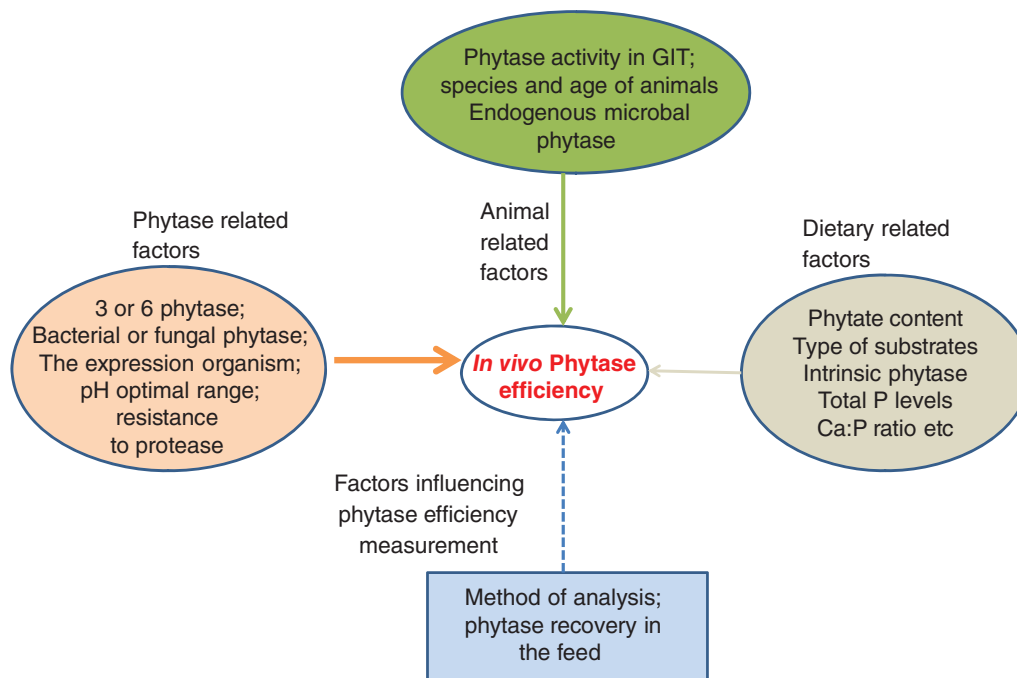 Phytase activity in GIT;
species and age of animals
Endogenous microbal
phytase
Phytase related
factors
Animal
related
factors
Dietary related
factors
3 or 6 phytase;
Bacterial or fungal phytase;
The expression organism;
pH optimal range;
resistance
to protease
In vivo Phytase
efficiency
Phytate content
Type of substrates
Intrinsic phytase
Total P levels
Ca:P ratio etc
Factors influencing
phytase efficiency
measurement
Method of analysis;
phytase recovery in
the feed